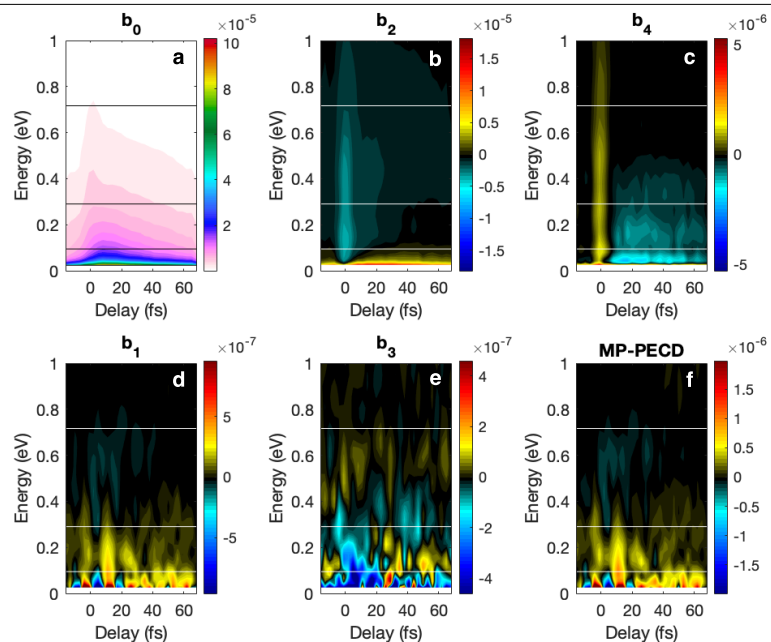 b0 b2 b4
×10-5 ×10-5 ×10-6
a b c
1 0.8 0.6 0.4 0.2 0
Energy (eV)
10 8 6 4 2
1 0.8 0.6 0.4 0.2 0
Energy (eV)
1.5 1 0.5 0 -0.5 -1 -1.5
1 0.8 0.6 0.4 0.2 0
Energy (eV)
5 0 -5
0 20 40 60 0 20 40 60 0 20 40 60
Delay (fs) Delay (fs) Delay (fs)
b1 b3 MP-PECD
×10-7 ×10-7 ×10-6
d e f
1 0.8 0.6 0.4 0.2 0
Energy (eV)
5 0 -5
1 0.8 0.6 0.4 0.2 0
Energy (eV)
4 2 0 -2 -4
1 0.8 0.6 0.4 0.2 0
Energy (eV)
1.5 1 0.5 0 -0.5 -1 -1.5
0 20 40 60 0 20 40 60 0 20 40 60
Delay (fs) Delay (fs) Delay (fs)